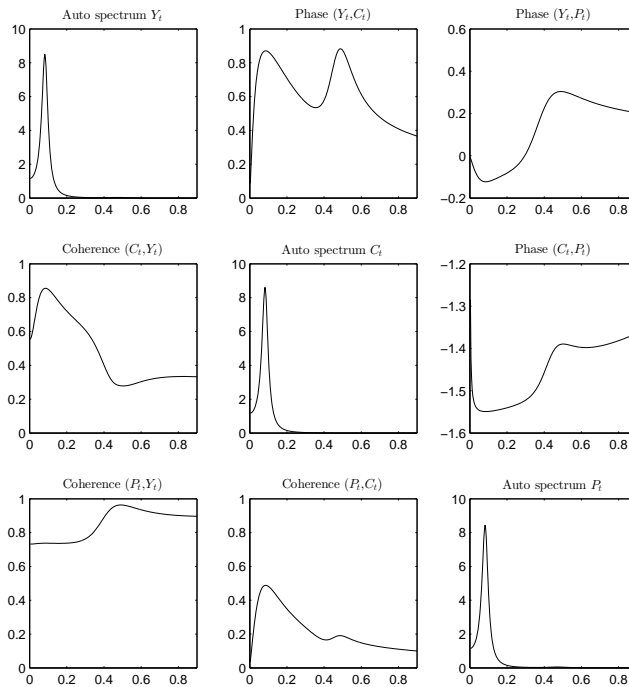 Auto spectrum Y_t
10
8
6
4
2
0
0 0.2 0.4 0.6 0.8
Phase (Y_t,C_t)
1
0.8
0.6
0.4
0.2
0
0 0.2 0.4 0.6 0.8
Phase (Y_t,P_t)
0.6
0.4
0.2
0
−0.2
0 0.2 0.4 0.6 0.8
Coherence (C_t,Y_t)
1
0.8
0.6
0.4
0.2
0
0 0.2 0.4 0.6 0.8
Auto spectrum C_t
10
8
6
4
2
0
0 0.2 0.4 0.6 0.8
Phase (C_t,P_t)
−1.2
−1.3
−1.4
−1.5
−1.6
0 0.2 0.4 0.6 0.8
Coherence (P_t,Y_t)
1
0.8
0.6
0.4
0.2
0
0 0.2 0.4 0.6 0.8
Coherence (P_t,C_t)
1
0.8
0.6
0.4
0.2
0
0 0.2 0.4 0.6 0.8
Auto spectrum P_t
10
8
6
4
2
0
0 0.2 0.4 0.6 0.8